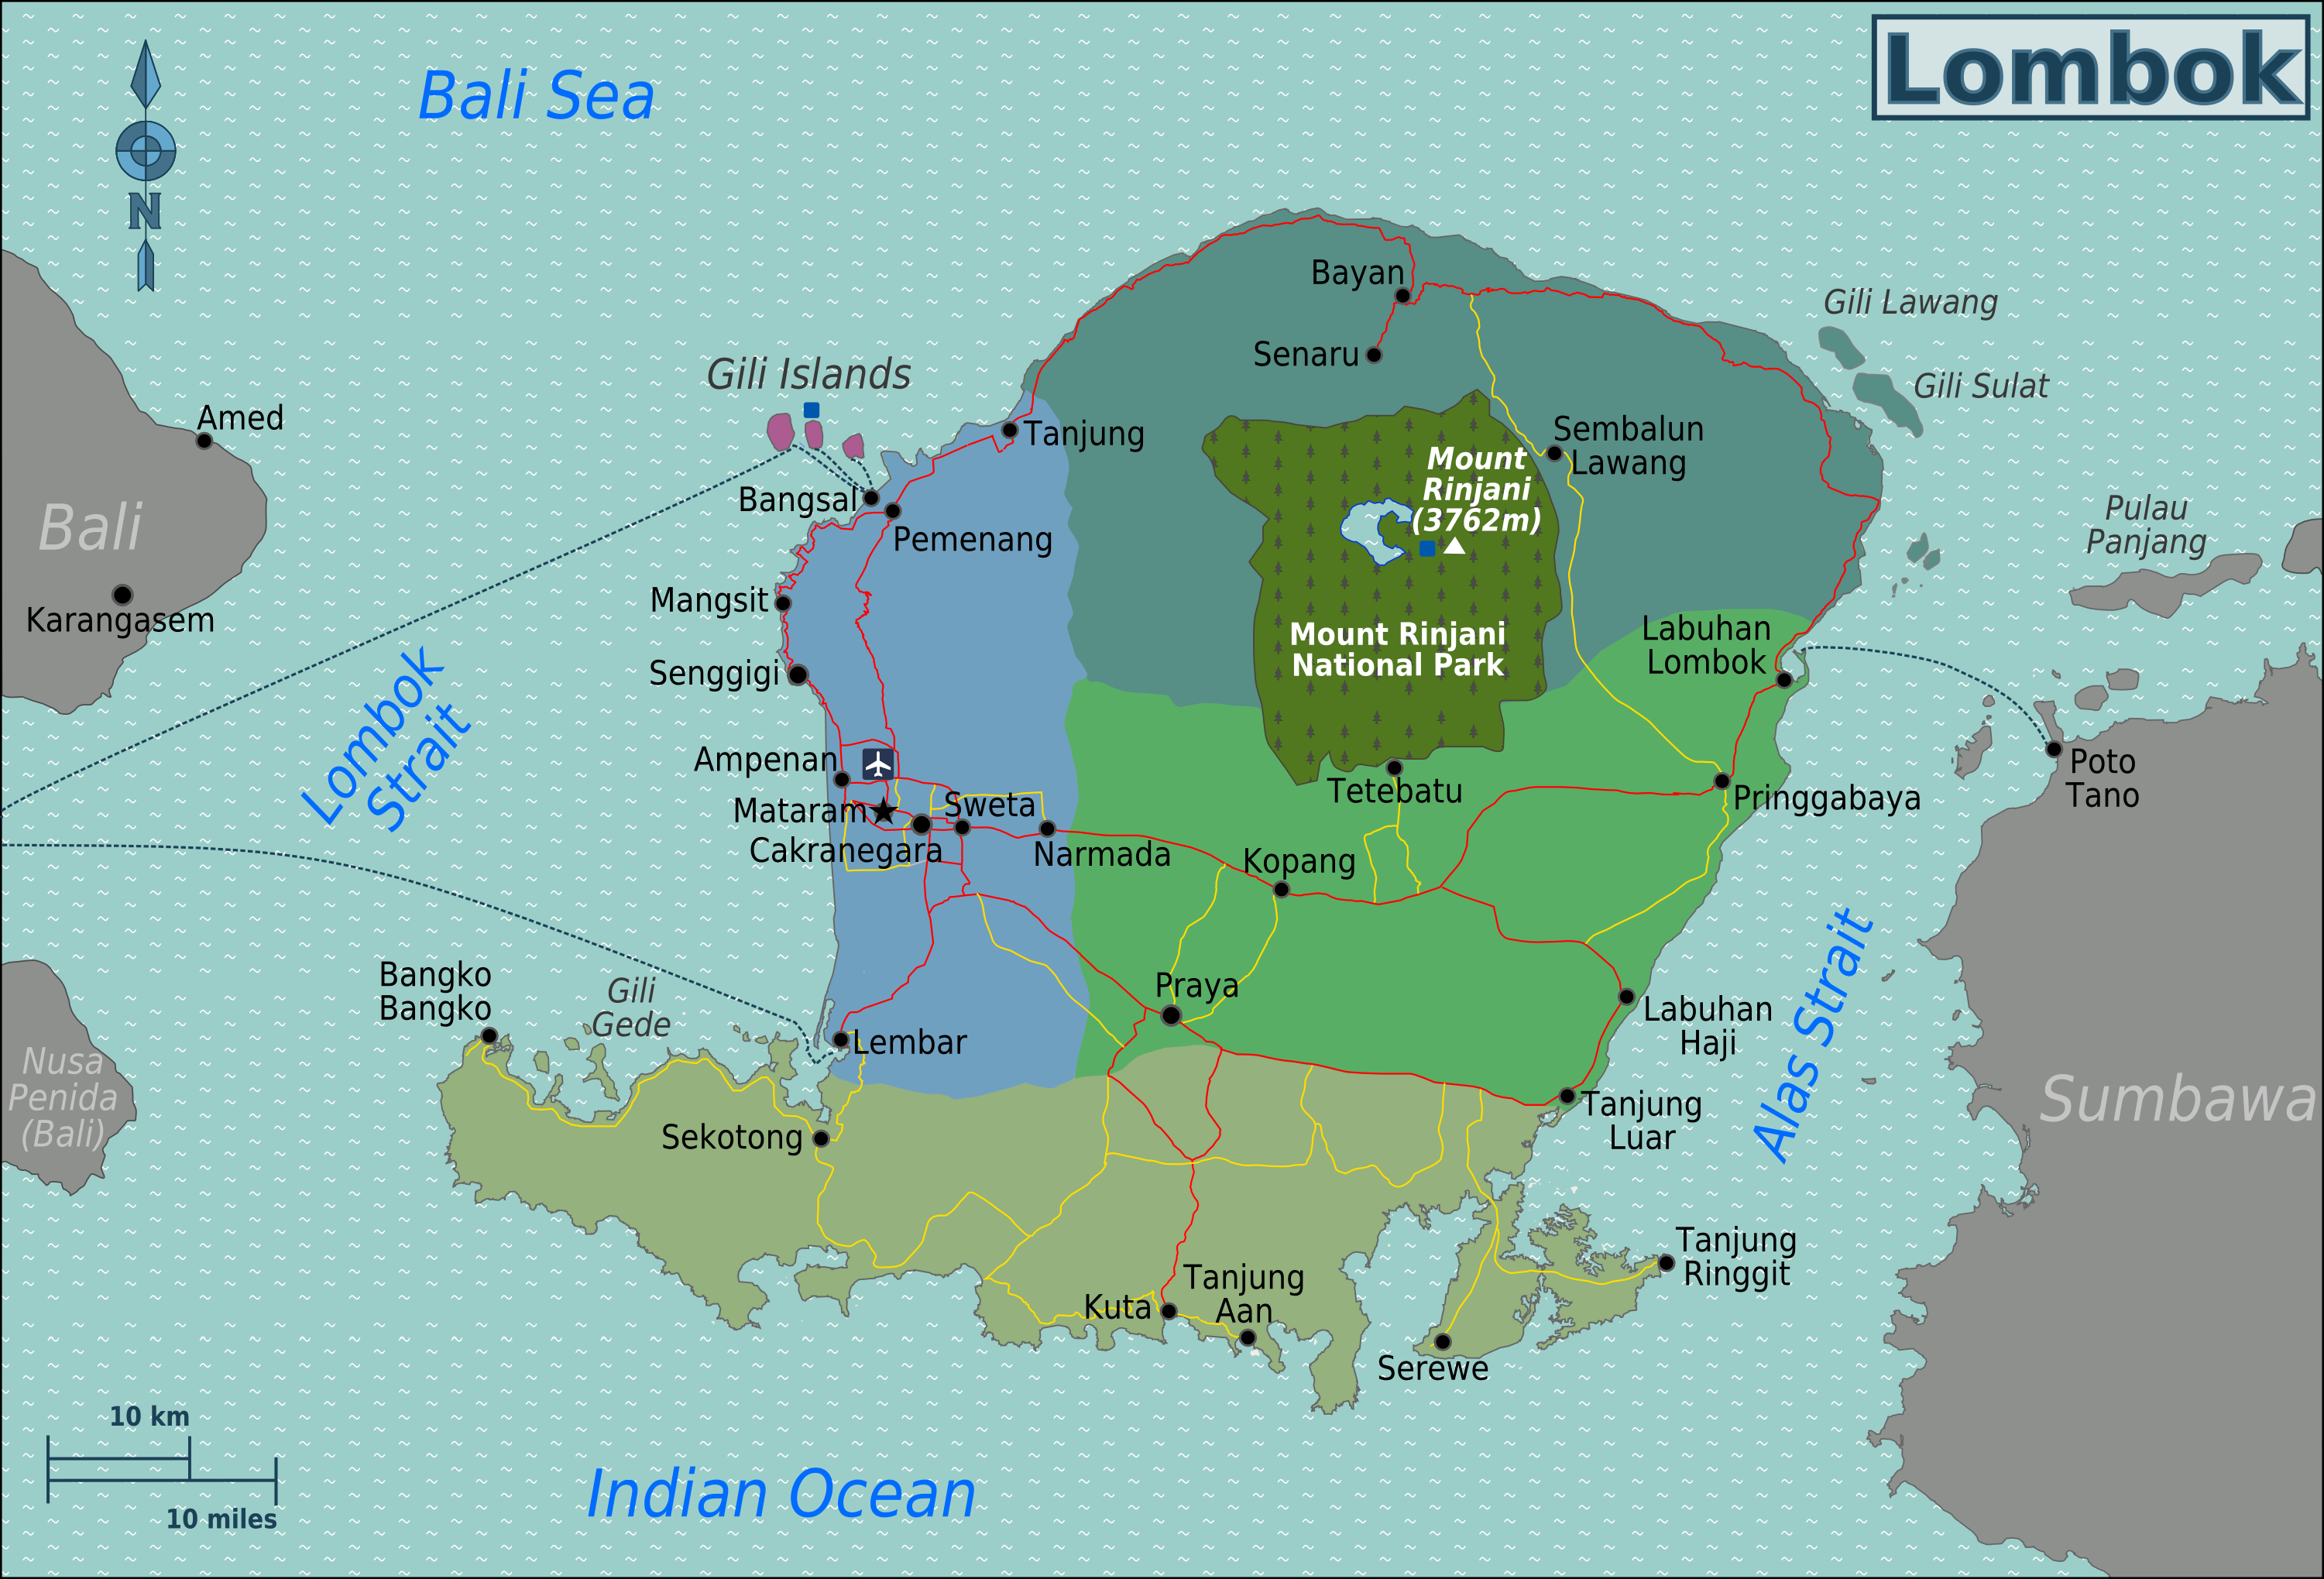 Lombok
Bali Sea
N
Bayan
Gili Lawang
Senaru
Gili Islands
Gili Sulat
Amed
Tanjung
Sembalun
Lawang
Mount
Rinjani
(3762m)
Bali
Bangsal
Pemenang
Pulau
Panjang
Karangasem
Mangsit
Mount Rinjani
National Park
Labuhan
Lombok
Senggigi
Lombok
Strait
Ampenan
Poto
Tano
Tetebatu
Pringgabaya
Mataram
Sweta
Cakranegara
Narmada
Kopang
Bangko
Bangko
Gili
Gede
Praya
Labuhan
Haji
Alas Strait
Lembar
Nusa
Penida
(Bali)
Sumbawa
Tanjung
Luar
Sekotong
Tanjung
Ringgit
Tanjung
Aan
Kuta
Serewe
10 km
10 miles
Indian Ocean